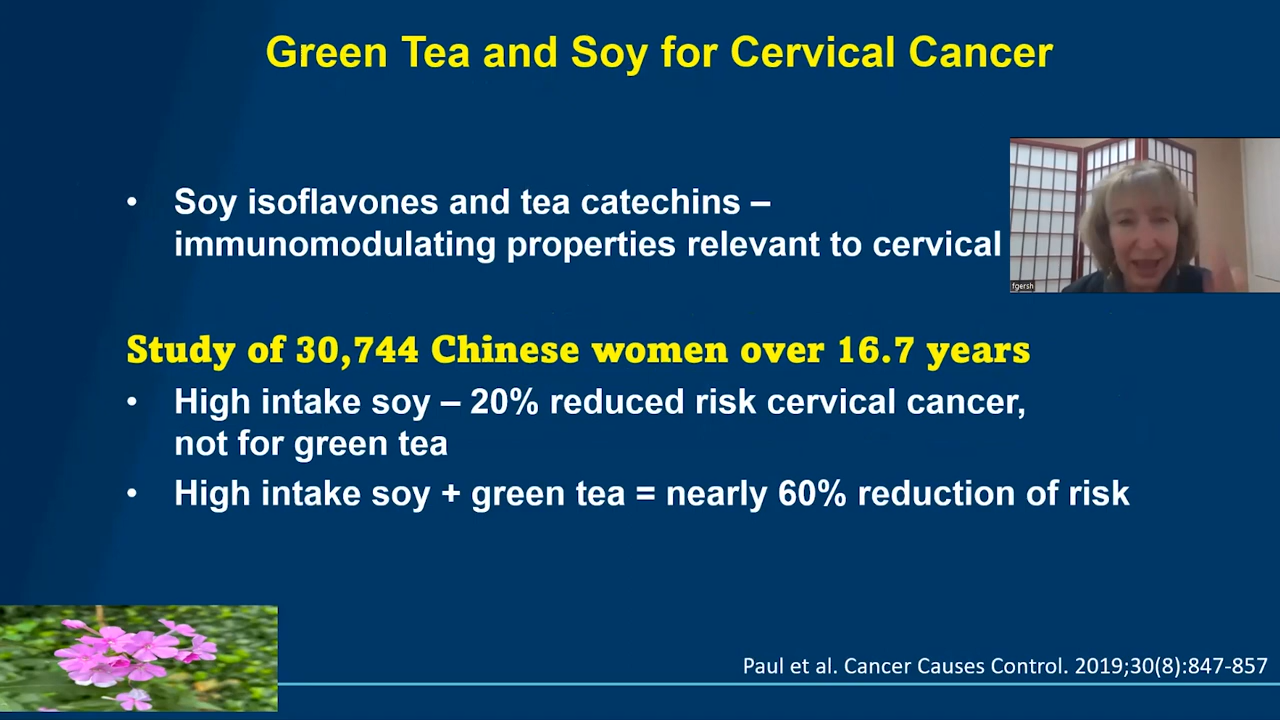 Green Tea and Soy for Cervical Cancer
• Soy isoflavones and tea catechins –
immunomodulating properties relevant to cervical
fgersh
Study of 30,744 Chinese women over 16.7 years
• High intake soy – 20% reduced risk cervical cancer,
not for green tea
• High intake soy + green tea = nearly 60% reduction of risk
Paul et al. Cancer Causes Control. 2019;30(8):847-857